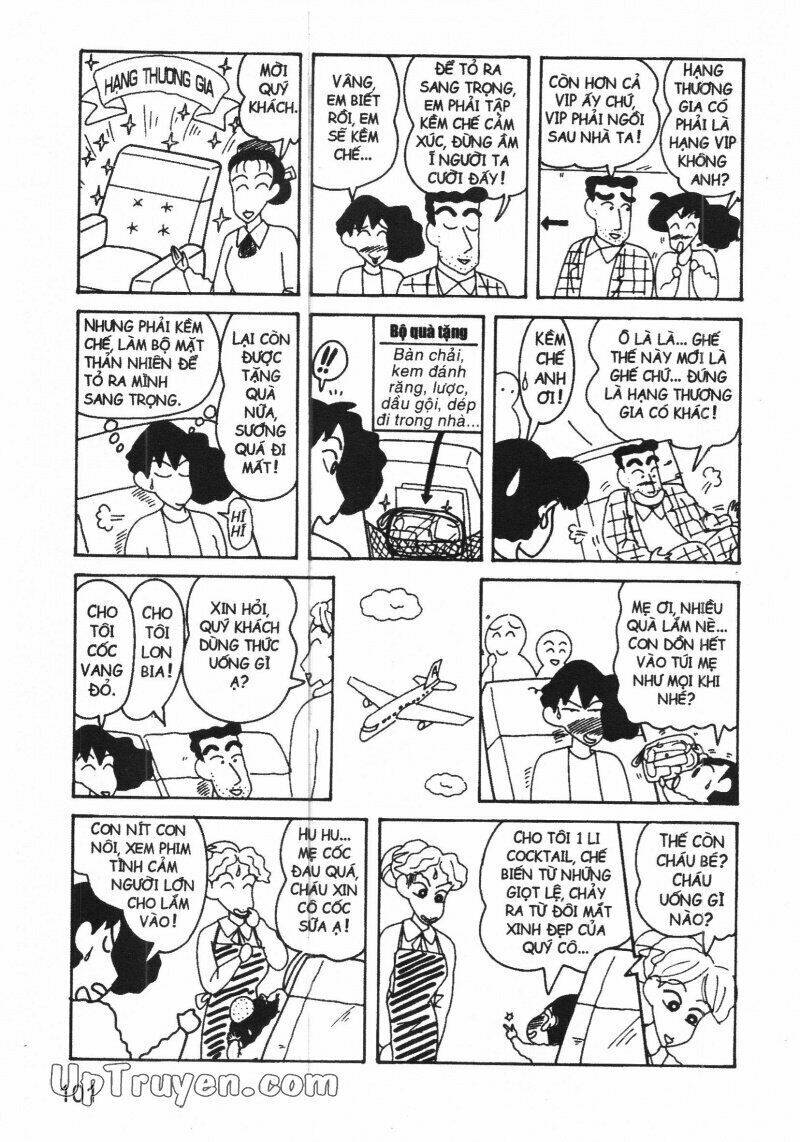 HẠNG
THƯƠNG
GIA CÓ
PHẢI LÀ
HẠNG VIP
KHÔNG
ANH?
CÒN HƠN CẢ
VIP ẤY CHỨ,
VIP PHẢI NGỒI
SAU NHÀ TA!
ĐỂ TỎ RA
SANG TRỌNG,
EM PHẢI TẬP
KỀM CHẾ CẢM
XÚC, ĐỪNG ẦM
Ĩ NGƯỜI TA
CƯỜI ĐẤY!
VÂNG,
EM BIẾT
RỒI, EM
SẼ KỀM
CHẾ...
MỜI
QUÝ
KHÁCH.
HẠNG THƯƠNG GIA
Ô LÀ LÀ... GHẾ
THẾ NÀY MỚI LÀ
GHẾ CHỨ... ĐÚNG
LÀ HẠNG THƯƠNG
GIA CÓ KHÁC!
KỀM
CHẾ
ANH
ƠI!
Bộ quà tặng
Bàn chải,
kem đánh
răng, lược,
dầu gội, dép
đi trong nhà...
!!
LẠI CÒN
ĐƯỢC
TẶNG
QUÀ
NỮA,
SƯỚNG
QUÁ ĐI
MẤT!
NHƯNG PHẢI KỀM
CHẾ, LÀM BỘ MẶT
THẢN NHIÊN ĐỂ
TỎ RA MÌNH
SANG TRỌNG.
HÍ
HÍ
MẸ ƠI, NHIỀU
QUÀ LẮM NÈ...
CON DỒN HẾT
VÀO TÚI MẸ
NHƯ MỌI KHI
NHÉ?
A
XIN HỎI,
QUÝ KHÁCH
DÙNG THỨC
UỐNG GÌ
Ạ?
CHO
TÔI
LON
BIA!
CHO
TÔI
CỐC
VANG
ĐỎ.
THẾ CÒN
CHÁU BÉ?
CHÁU
UỐNG GÌ
NÀO?
CHO TÔI 1 LI
COCKTAIL, CHẾ
BIẾN TỪ NHỮNG
GIỌT LỆ, CHẢY
RA TỪ ĐÔI MẮT
XINH ĐẸP CỦA
QUÝ CÔ...
HU HU...
MẸ CỐC
ĐAU QUÁ,
CHÁU XIN
CÔ CỐC
SỮA Ạ!
CON NÍT CON
NÔI, XEM PHIM
TÌNH CẢM
NGƯỜI LỚN
CHO LẮM
VÀO!
101
UpTruyen.com